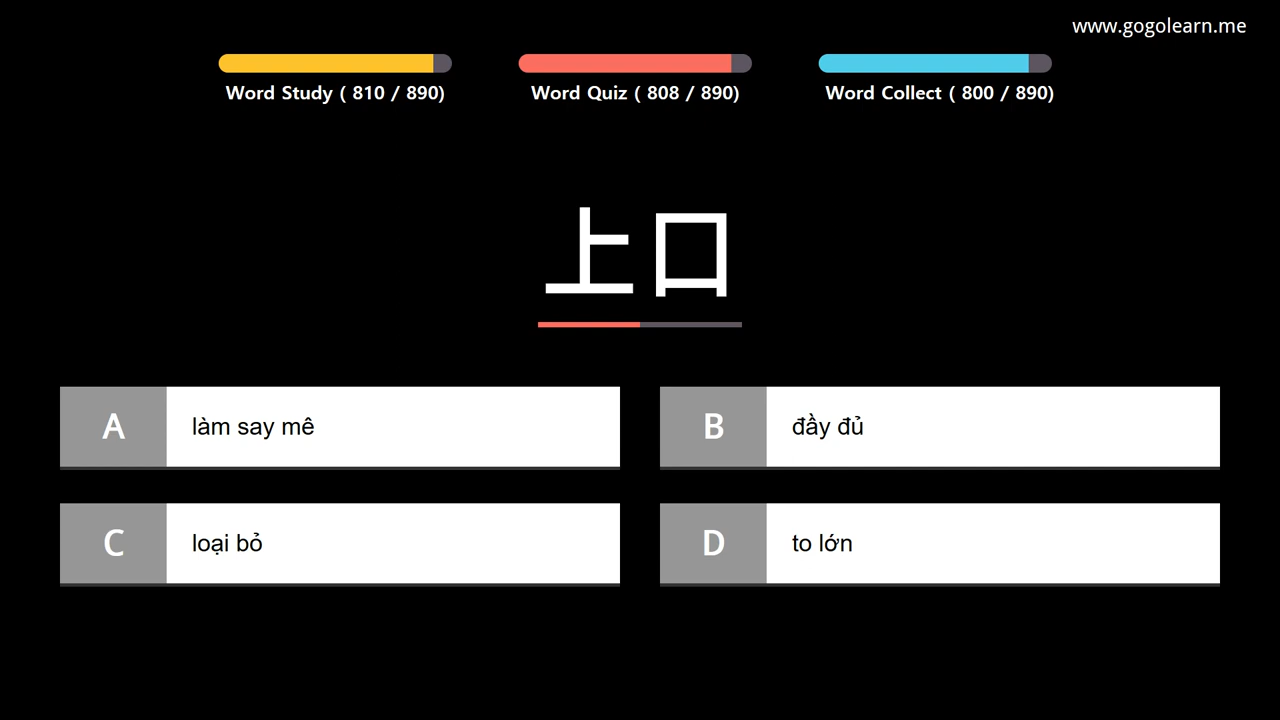 www.gogolearn.me
Word Study ( 810 / 890)
Word Quiz ( 808 / 890)
Word Collect ( 800 / 890)
上口
A
làm say mê
B
đầy đủ
C
loại bỏ
D
to lớn